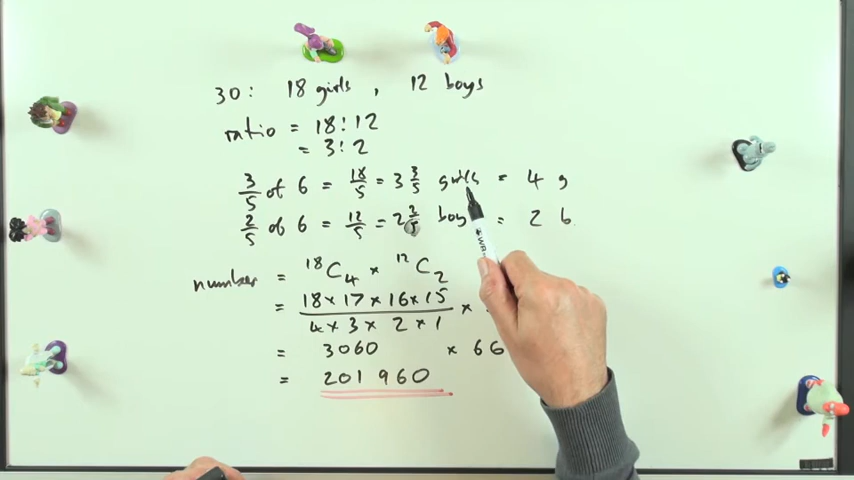 30: 18 girls, 12 boys
ratio = 18:12
= 3:2
3/5 of 6 = 18/5 = 3 3/5 girls = 4 g
2/5 of 6 = 12/5 = 2 2/5 boy = 2 b
number = ¹⁸C₄ × ¹²C₂
= 18×17×16×15 / 4×3×2×1 ×
= 3060 × 66
= 201 960